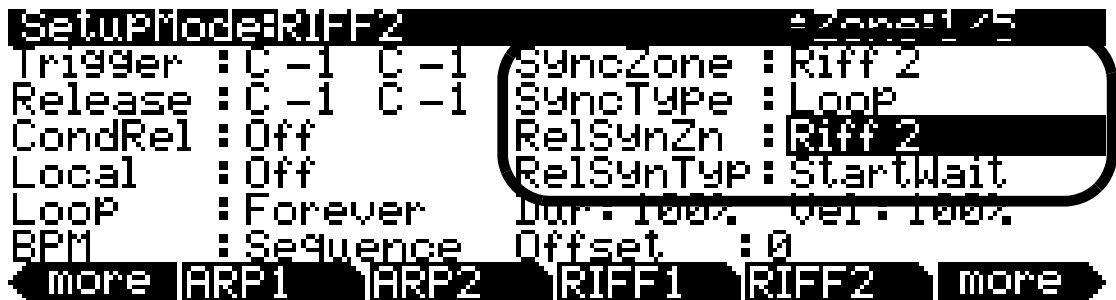 SetupMode:RIFF2 *Zone:1/5
Trigger :C -1 C -1 SyncZone :Riff 2
Release :C -1 C -1 SyncType :Loop
CondRel :Off RelSynZn :Riff 2
Local :Off RelSynTyp:StartWait
Loop :Forever Dur:100% Vel:100%
BPM :Sequence Offset :0
more ARP1 ARP2 RIFF1 RIFF2 more